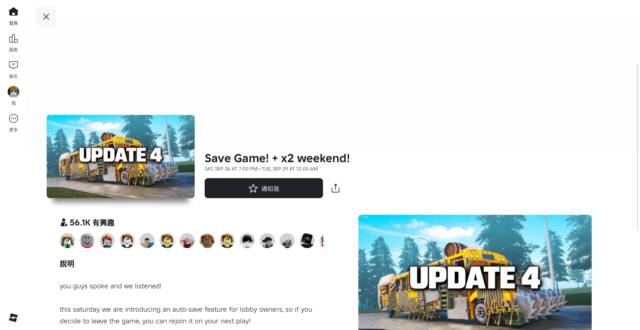 首頁
圖表
聊天
我
更多
UPDATE 4
Save Game! + x2 weekend!
SAT, SEP 26 AT 7:00 PM - TUE, SEP 29 AT 12:00 AM
通知我
56.1K 有興趣
說明
you guys spoke and we listened!
this saturday we are introducing an auto-save feature for lobby owners, so if you
decide to leave the game, you can rejoin it on your next play!
UPDATE 4